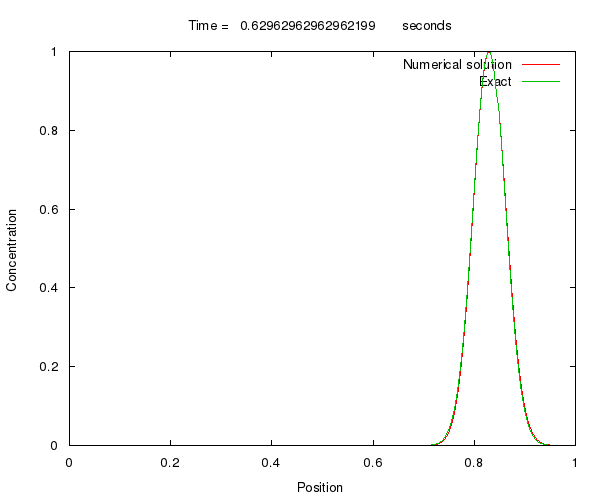 Time = 0.62962962962962199 seconds
Numerical solution
Exact
1
0.8
0.6
0.4
0.2
0
Concentration
0 0.2 0.4 0.6 0.8 1
Position